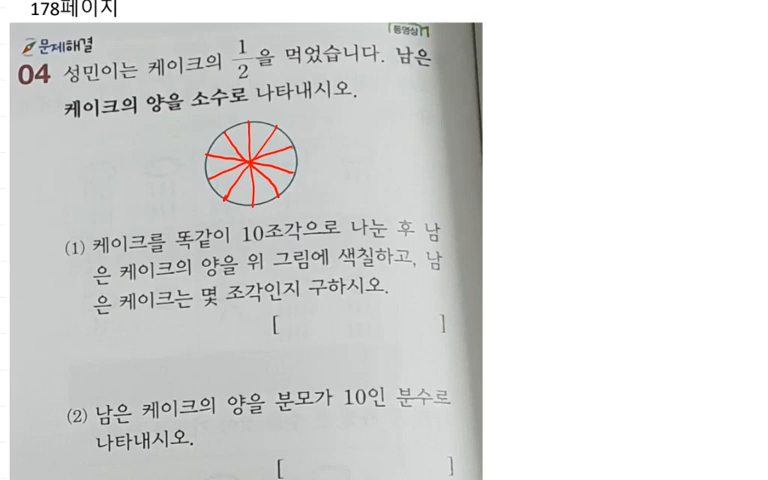 178페이지
동영상
문제해결
04 성민이는 케이크의 1/2을 먹었습니다. 남은
케이크의 양을 소수로 나타내시오.
(1) 케이크를 똑같이 10조각으로 나눈 후 남
은 케이크의 양을 위 그림에 색칠하고, 남
은 케이크는 몇 조각인지 구하시오.
[ ]
(2) 남은 케이크의 양을 분모가 10인 분수로
나타내시오.
[ ]